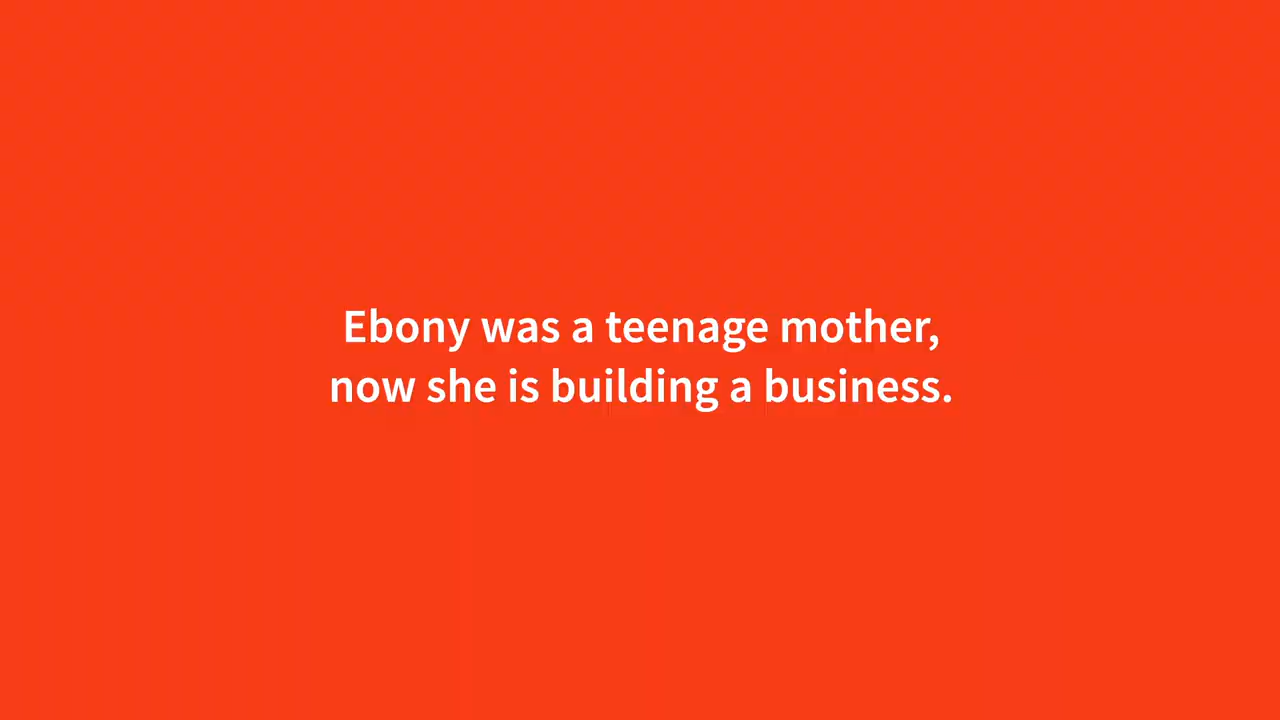 Ebony was a teenage mother,
now she is building a business.